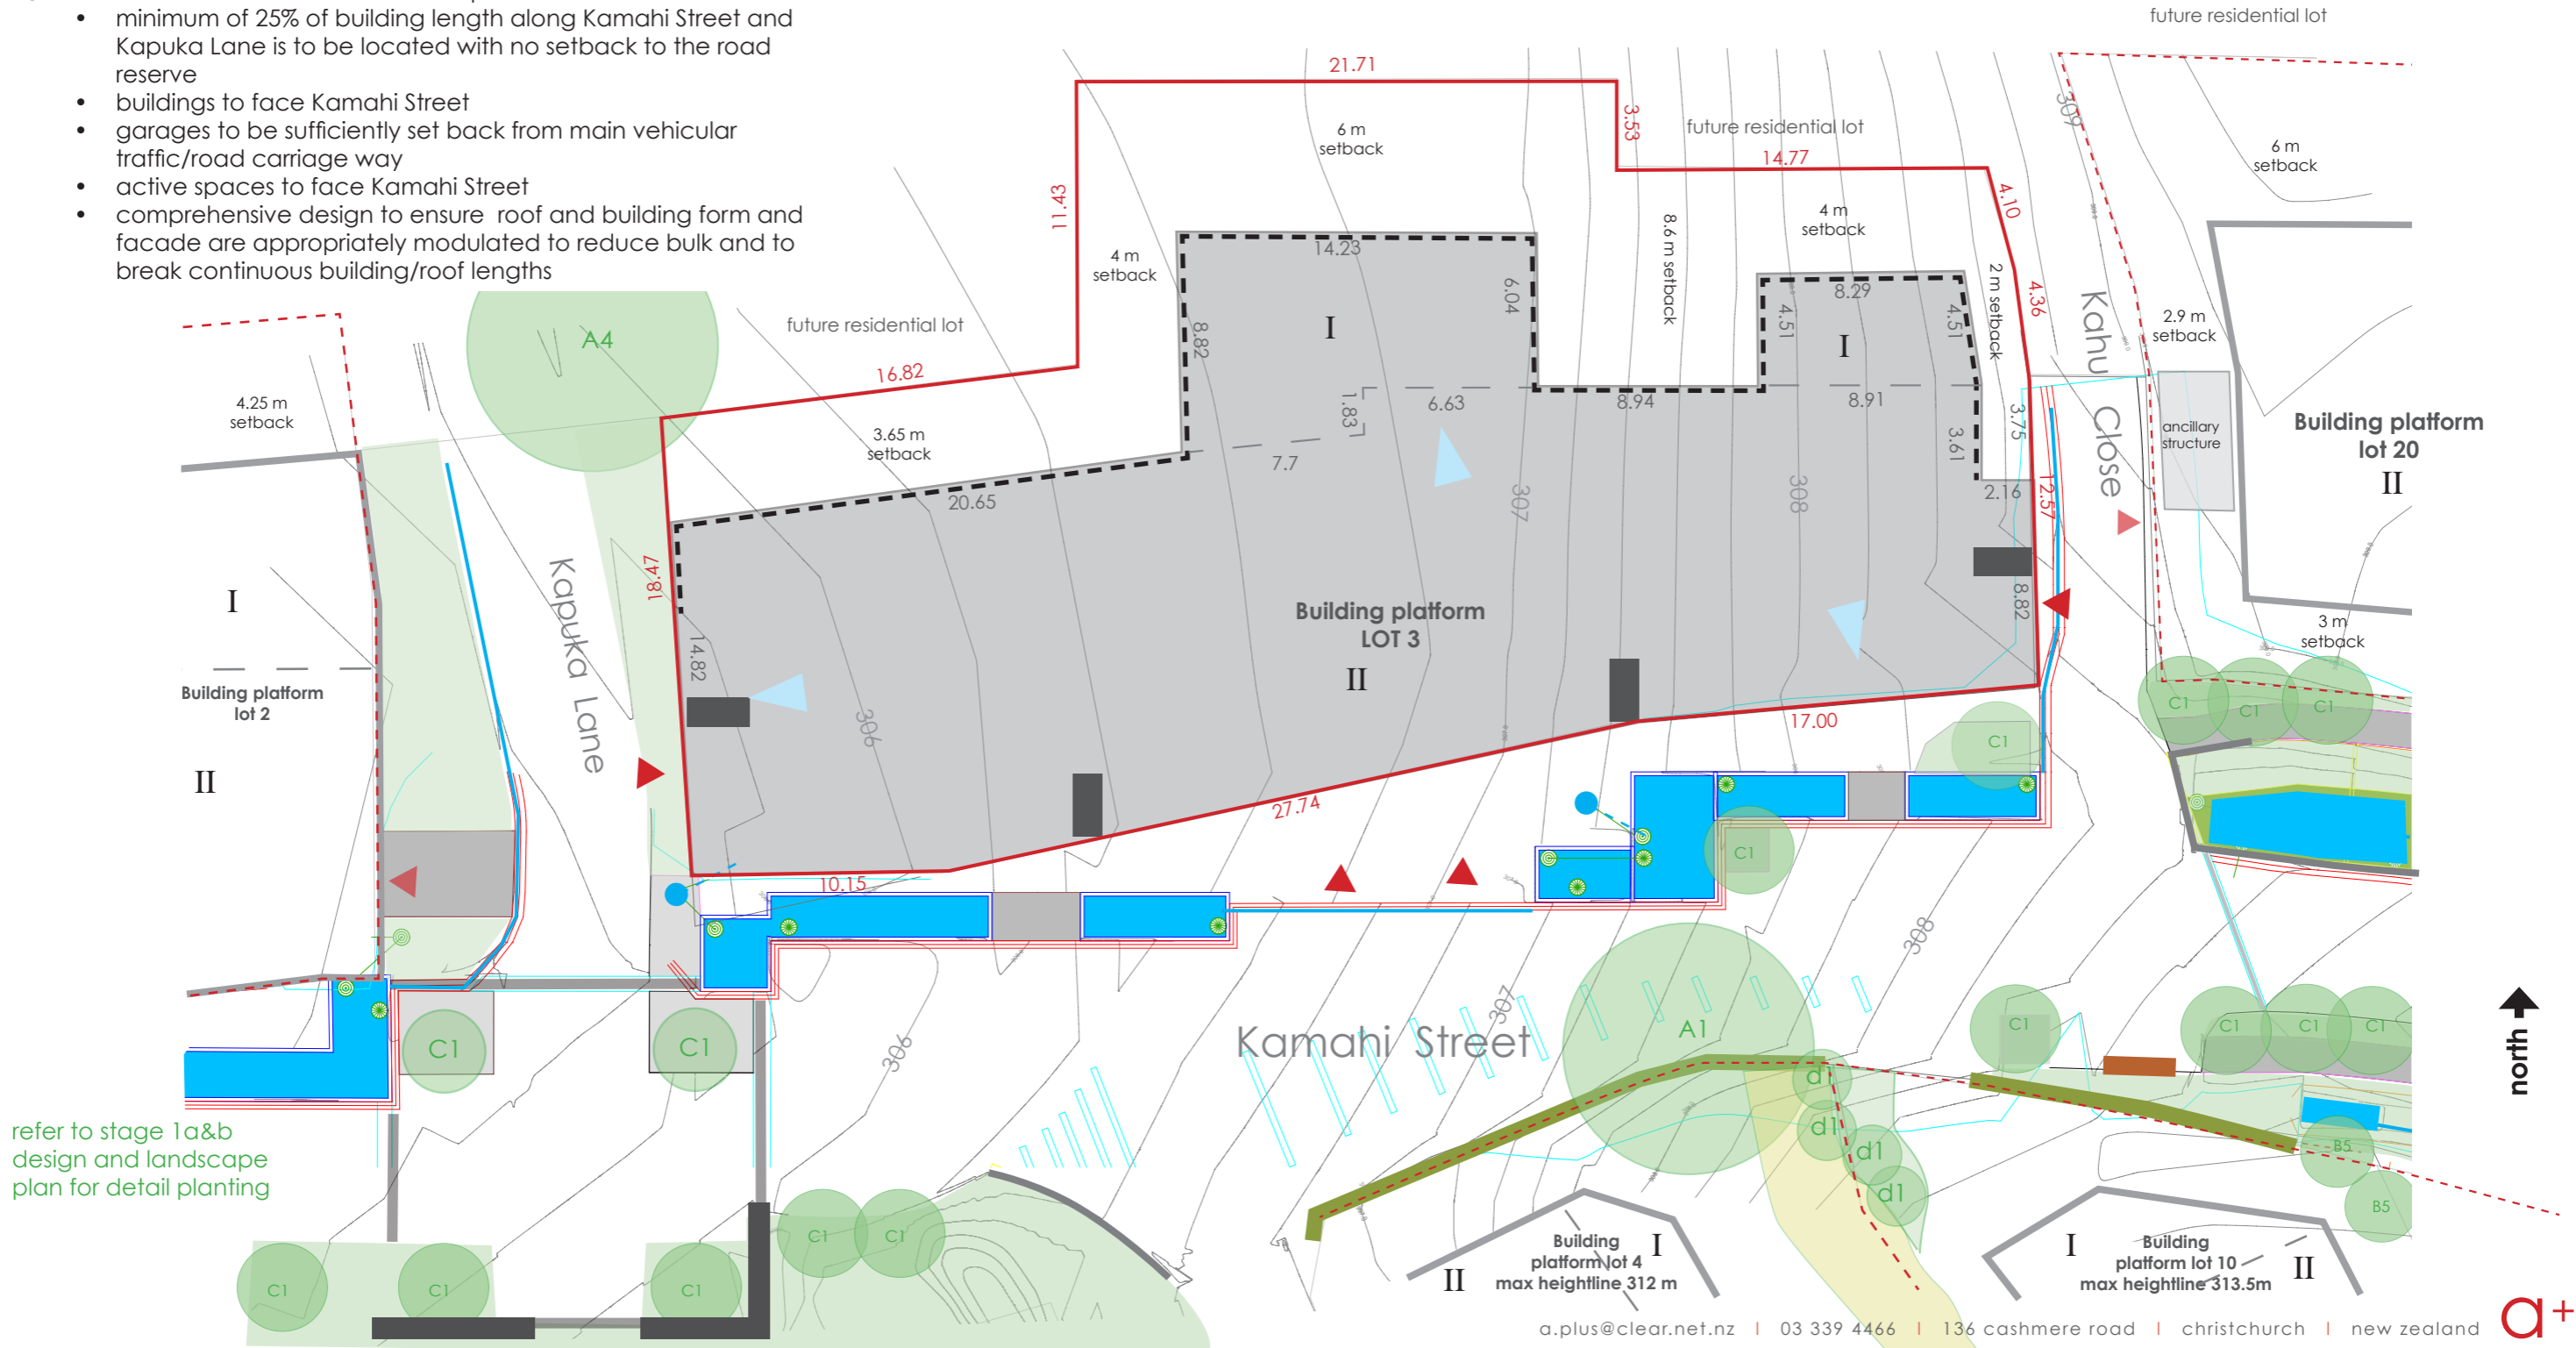 • minimum of 25% of building length along Kamahi Street and
Kapuka Lane is to be located with no setback to the road
reserve
• buildings to face Kamahi Street
• garages to be sufficiently set back from main vehicular
traffic/road carriage way
• active spaces to face Kamahi Street
• comprehensive design to ensure  roof and building form and
facade are appropriately modulated to reduce bulk and to
break continuous building/roof lengths
future residential lot
21.71
3.53
future residential lot
14.77
6 m
setback
309
6 m
setback
4.10
11.43
4 m
setback
4 m
setback
8.6 m setback
14.23
6.04
8.82
I
8.29
4.51
4.51
I
2 m setback
4.36
Kahu Close
2.9 m
setback
A4
future residential lot
16.82
4.25 m
setback
3.65 m
setback
1.83
6.63
8.94
8.91
3.75
3.61
7.7
20.65
2.16
12.57
ancillary
structure
Building platform
lot 20
II
307
308
18.47
Kapuka Lane
I
14.82
Building platform
LOT 3
II
8.82
3 m
setback
Building platform
lot 2
II
306
17.00
27.74
10.15
C1
C1
C1
C1
C1
308
307
306
Kamahi Street
A1
C1
C1
C1
C1
C1
C1
d1
d1
d1
d1
B5
B5
north
refer to stage 1a&b
design and landscape
plan for detail planting
C1
C1
C1
C1
C1
Building
platform lot 4
max heightline 312 m
I
II
Building
platform lot 10
max heightline 313.5m
I
II
a.plus@clear.net.nz | 03 339 4466 | 136 cashmere road | christchurch | new zealand
a+